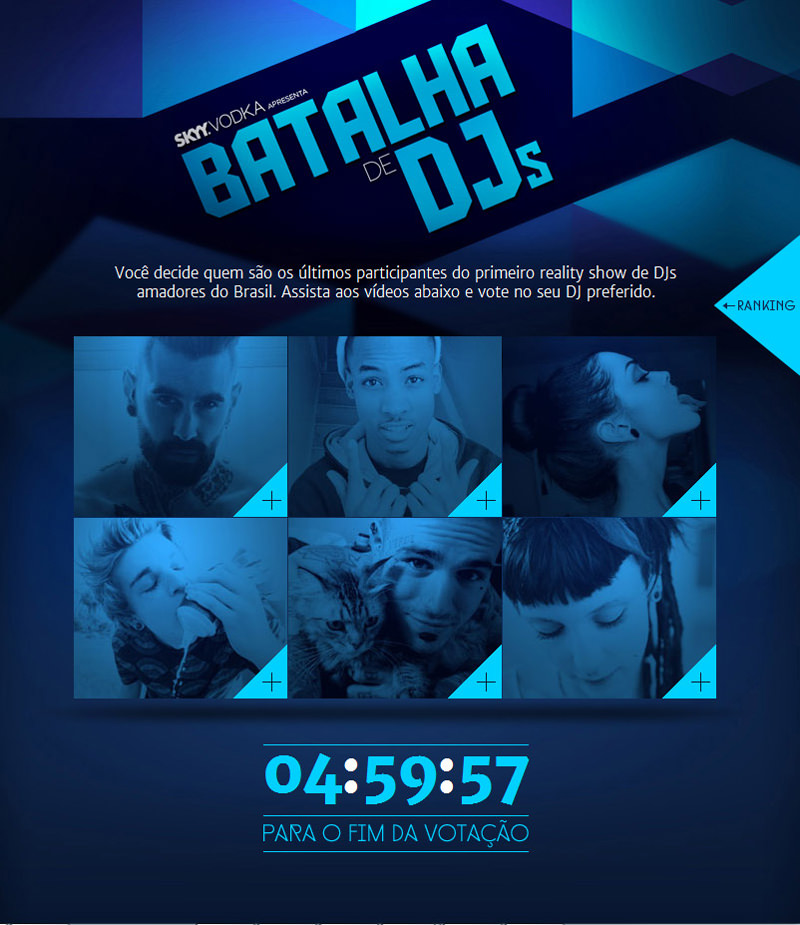 SKYY.VODKA APRESENTA
BATALHA
DE DJs
Você decide quem são os últimos participantes do primeiro reality show de DJs
amadores do Brasil. Assista aos vídeos abaixo e vote no seu DJ preferido.
←RANKING
04:59:57
PARA O FIM DA VOTAÇÃO